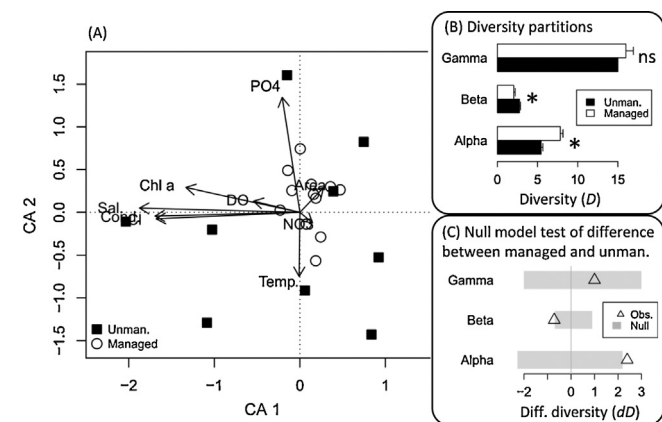 (A)
PO4
Chl a
DO
Area
Sal.
Cond.
NO3
Temp.
Unman.
Managed
1.5
1.0
0.5
0.0
−0.5
−1.0
−1.5
CA 2
−2
−1
0
1
CA 1
(B) Diversity partitions
Gamma
ns
Beta
*
Unman.
Managed
Alpha
*
0
5
10
15
Diversity (D)
(C) Null model test of difference
between managed and unman.
Gamma
Beta
Obs.
Null
Alpha
−2
0
1
2
3
Diff. diversity (dD)